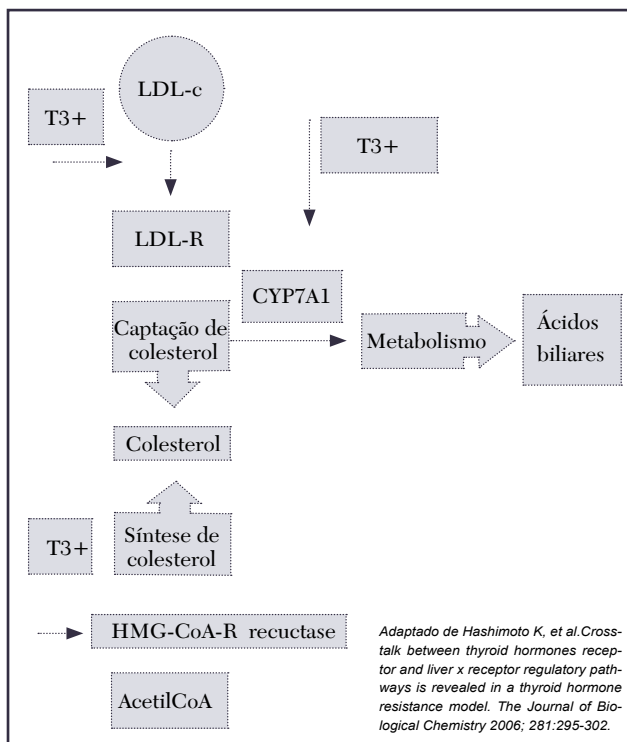 LDL-c
T3+
T3+
LDL-R
CYP7A1
Captação de
colesterol
Metabolismo
Ácidos
biliares
Colesterol
T3+
Síntese de
colesterol
HMG-CoA-R recuctase
AcetilCoA
Adaptado de Hashimoto K, et al.Cross-
talk between thyroid hormones recep-
tor and liver x receptor regulatory path-
ways is revealed in a thyroid hormone
resistance model. The Journal of Bio-
logical Chemistry 2006; 281:295-302.